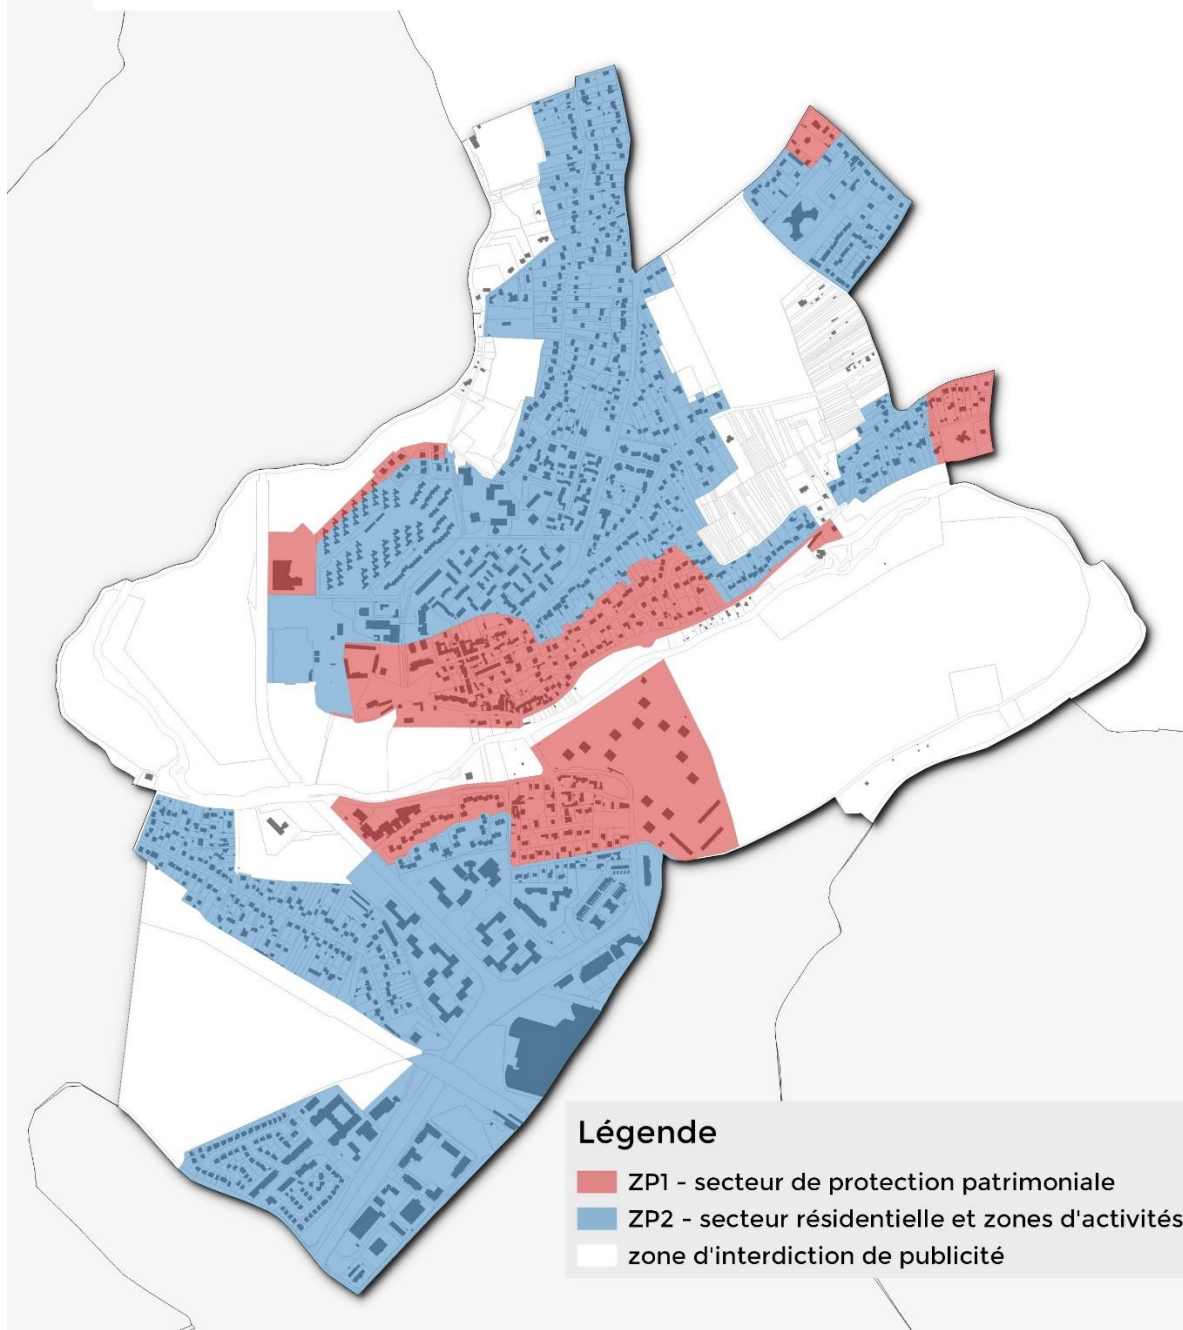 Légende
ZP1 - secteur de protection patrimoniale
ZP2 - secteur résidentielle et zones d'activités
zone d'interdiction de publicité